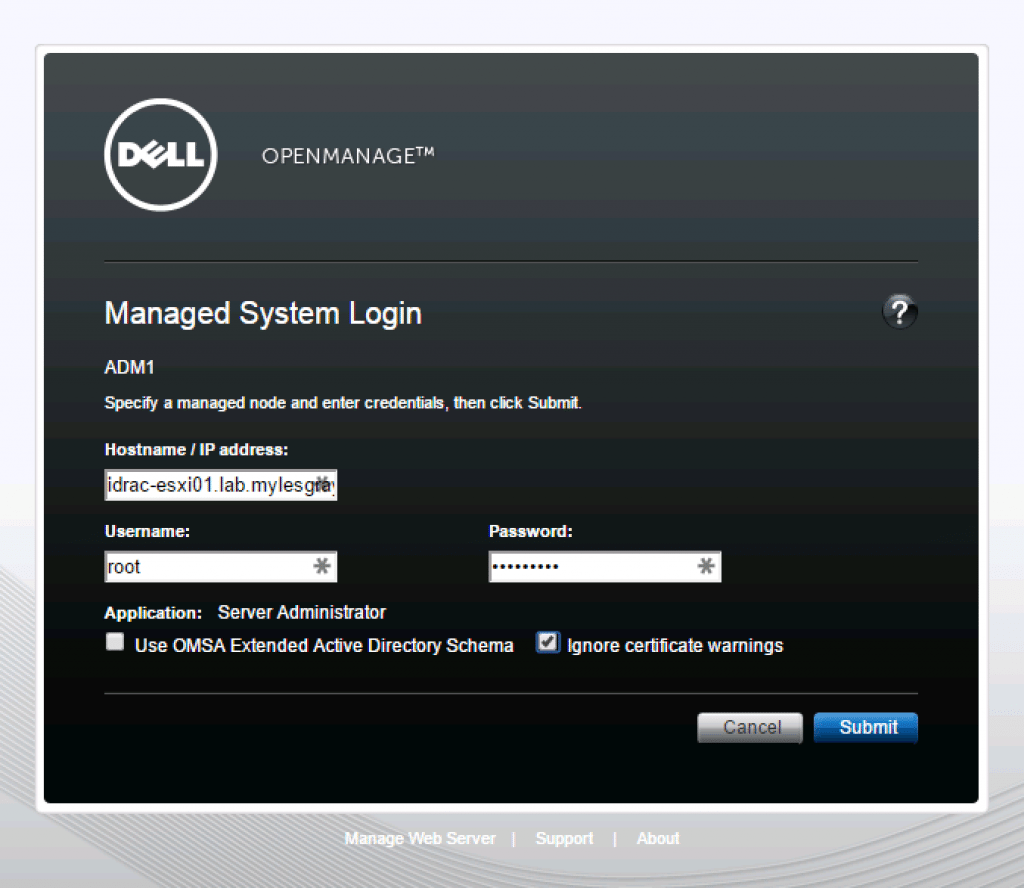 DELL
OPENMANAGE™
Managed System Login
?
ADM1
Specify a managed node and enter credentials, then click Submit.
Hostname / IP address:
idrac-esxi01.lab.mylesgray
Username:
Password:
root
•••••••••
Application: Server Administrator
Use OMSA Extended Active Directory Schema
Ignore certificate warnings
Cancel
Submit
Manage Web Server | Support | About